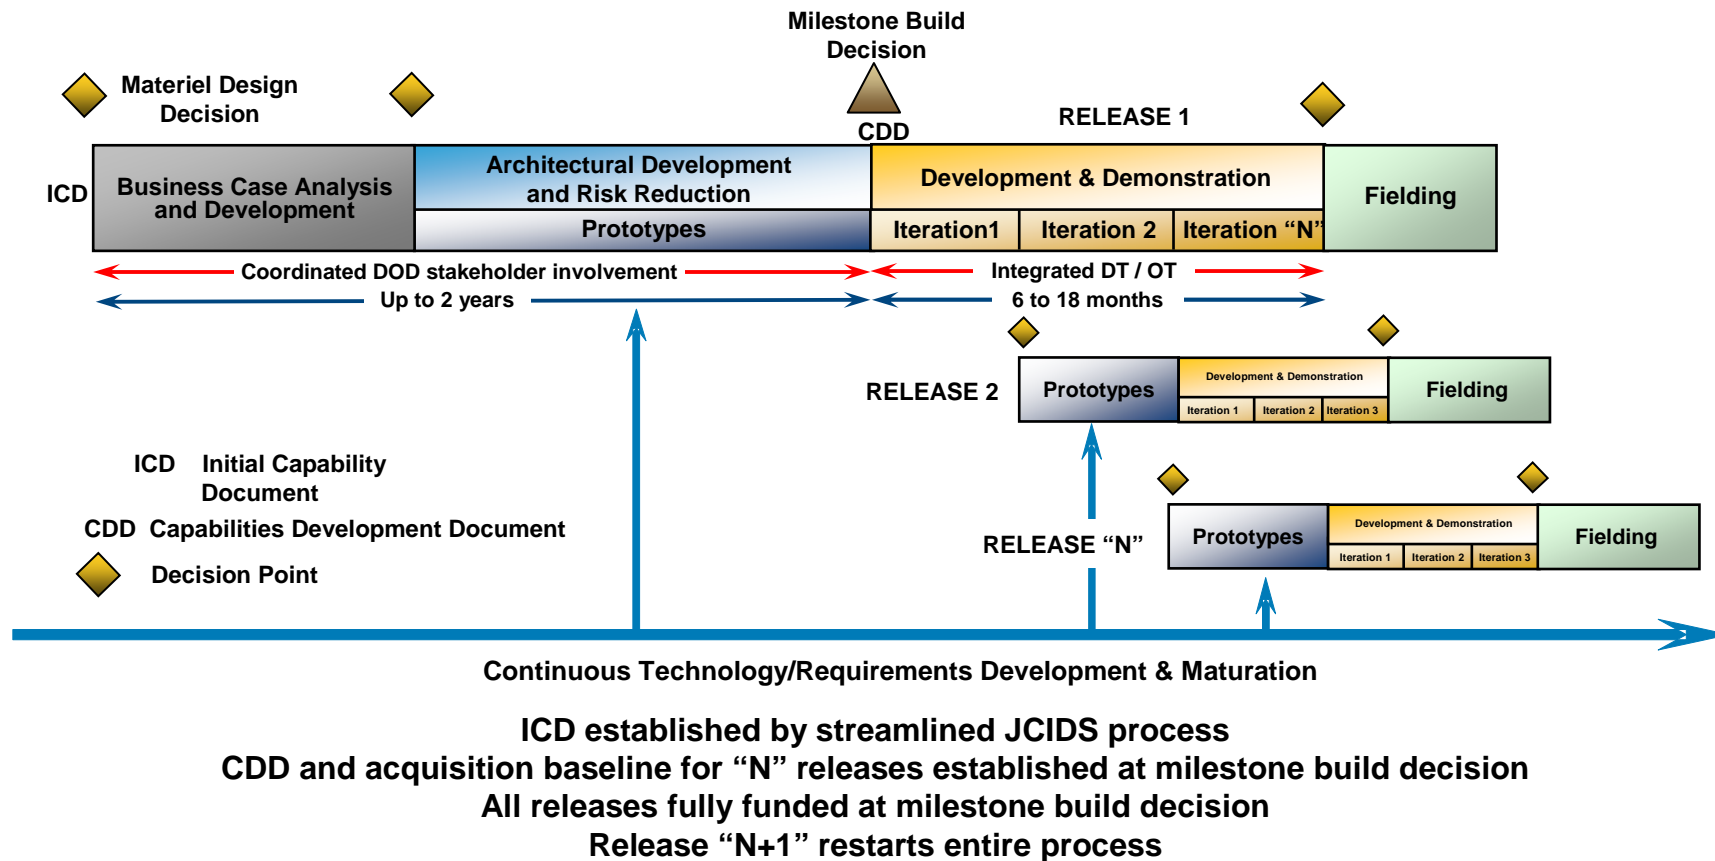 Milestone Build
Decision
Materiel Design
Decision
CDD
RELEASE 1
ICD
Business Case Analysis
and Development
Architectural Development
and Risk Reduction
Prototypes
Development & Demonstration
Iteration1
Iteration 2
Iteration “N”
Fielding
Coordinated DOD stakeholder involvement
Integrated DT / OT
Up to 2 years
6 to 18 months
RELEASE 2
Prototypes
Development & Demonstration
Iteration 1
Iteration 2
Iteration 3
Fielding
ICD Initial Capability
Document
CDD Capabilities Development Document
Decision Point
RELEASE “N”
Prototypes
Development & Demonstration
Iteration 1
Iteration 2
Iteration 3
Fielding
Continuous Technology/Requirements Development & Maturation
ICD established by streamlined JCIDS process
CDD and acquisition baseline for “N” releases established at milestone build decision
All releases fully funded at milestone build decision
Release “N+1” restarts entire process